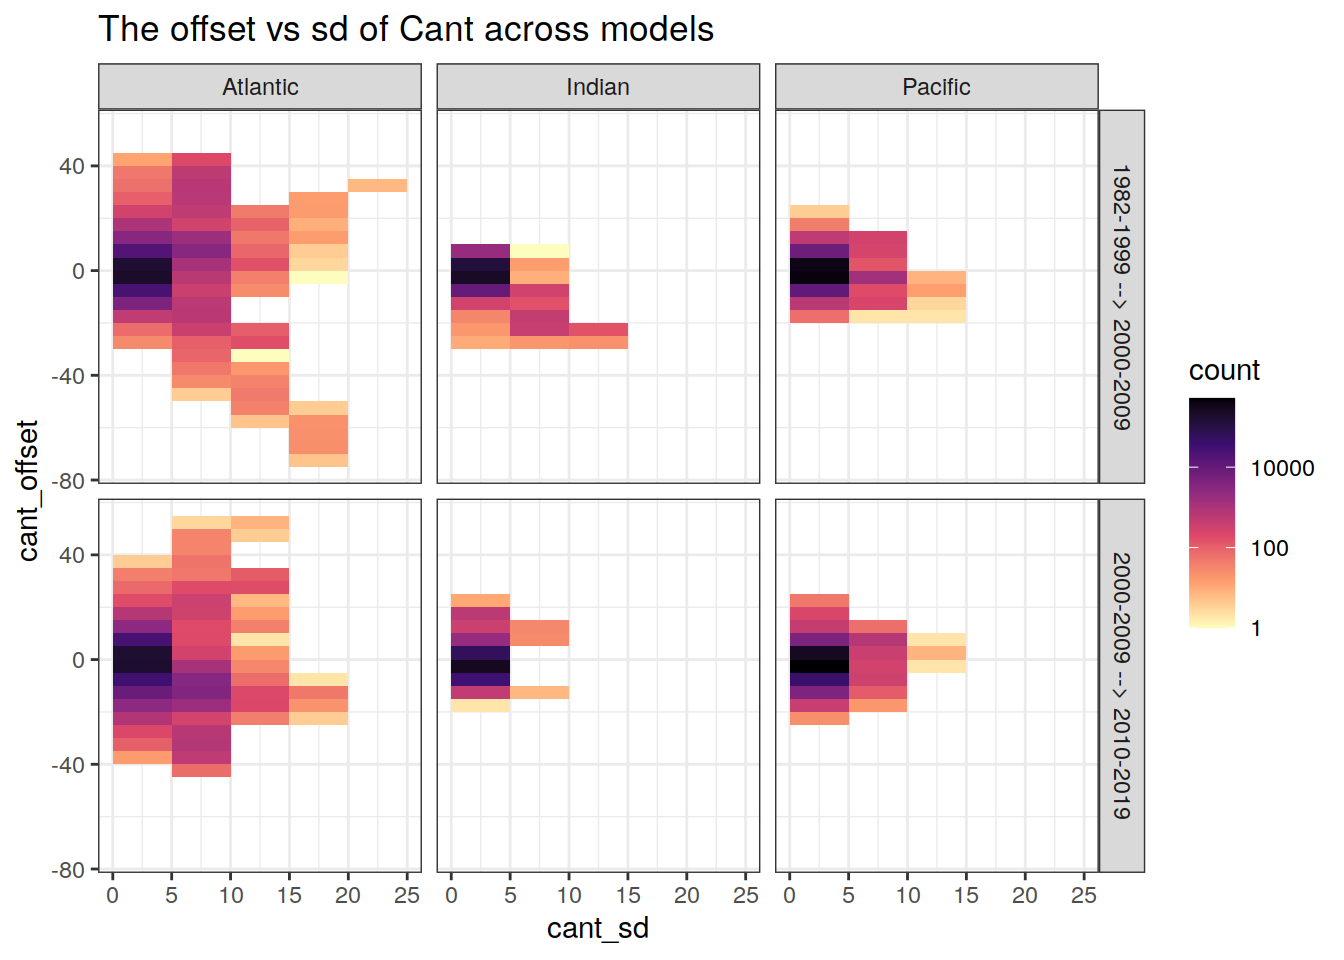 The offset vs sd of Cant across models
Atlantic
Indian
Pacific
40
0
-40
-80
1982-1999 --> 2000-2009
40
0
-40
-80
2000-2009 --> 2010-2019
cant_offset
0 5 10 15 20 25
0 5 10 15 20 25
0 5 10 15 20 25
cant_sd
count
10000
100
1